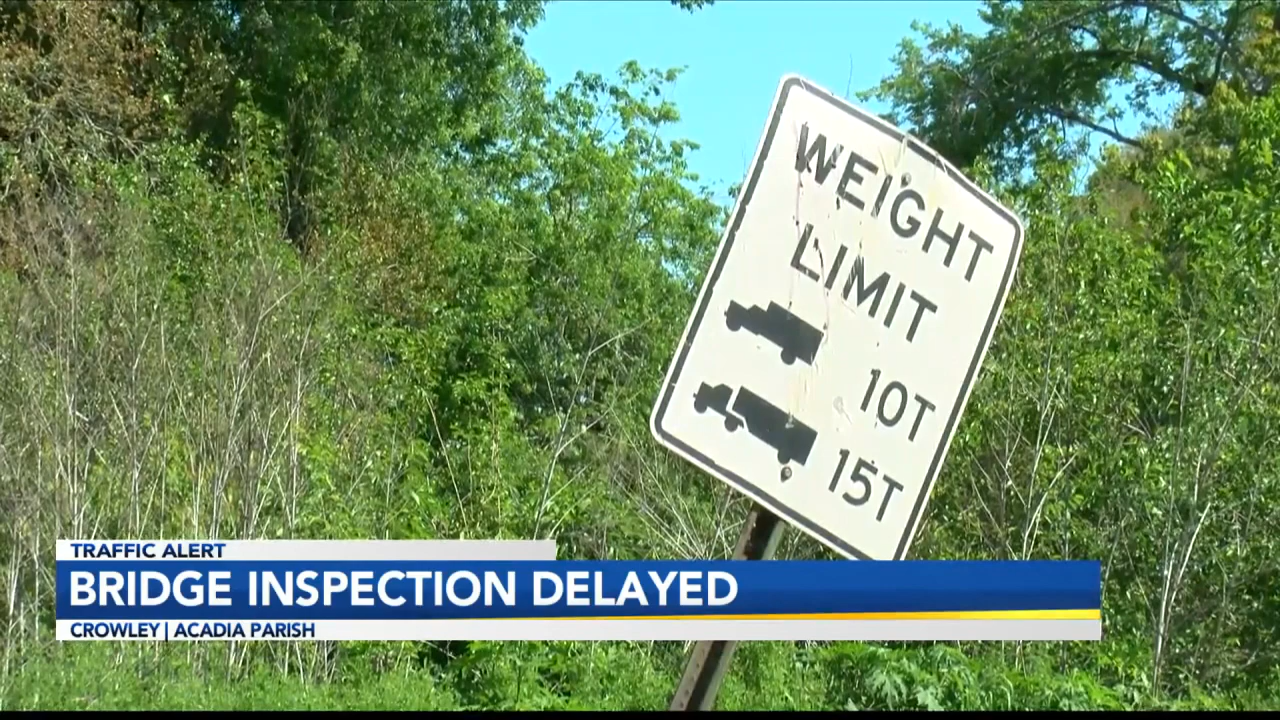 WEIGHT
LIMIT
10T
15T
TRAFFIC ALERT
BRIDGE INSPECTION DELAYED
CROWLEY | ACADIA PARISH